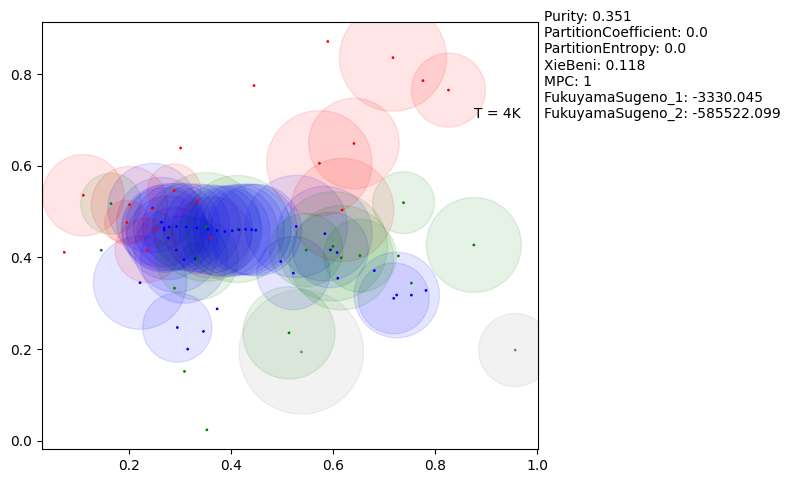 Purity: 0.351
PartitionCoefficient: 0.0
PartitionEntropy: 0.0
XieBeni: 0.118
MPC: 1
FukuyamaSugeno_1: -3330.045
FukuyamaSugeno_2: -585522.099
T = 4K
0.8
0.6
0.4
0.2
0.0
0.2 0.4 0.6 0.8 1.0